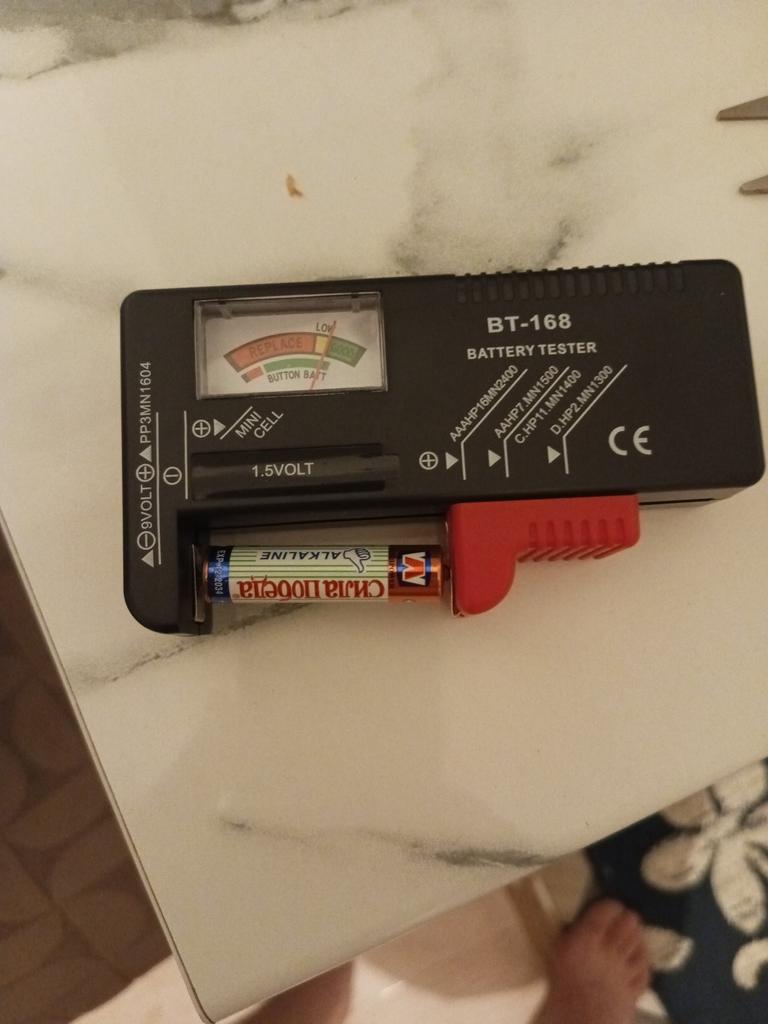 BT-168
BATTERY TESTER
LOW
REPLACE
GOOD
BUTTON BATT
9VOLT
PP3MN1604
MINI
CELL
1.5VOLT
AAAHP16MN2400
AAHP7.MN1500
C.HP11.MN1400
D.HP2.MN1300
CE
ALKALINE
СИЛА ПОБЕДА